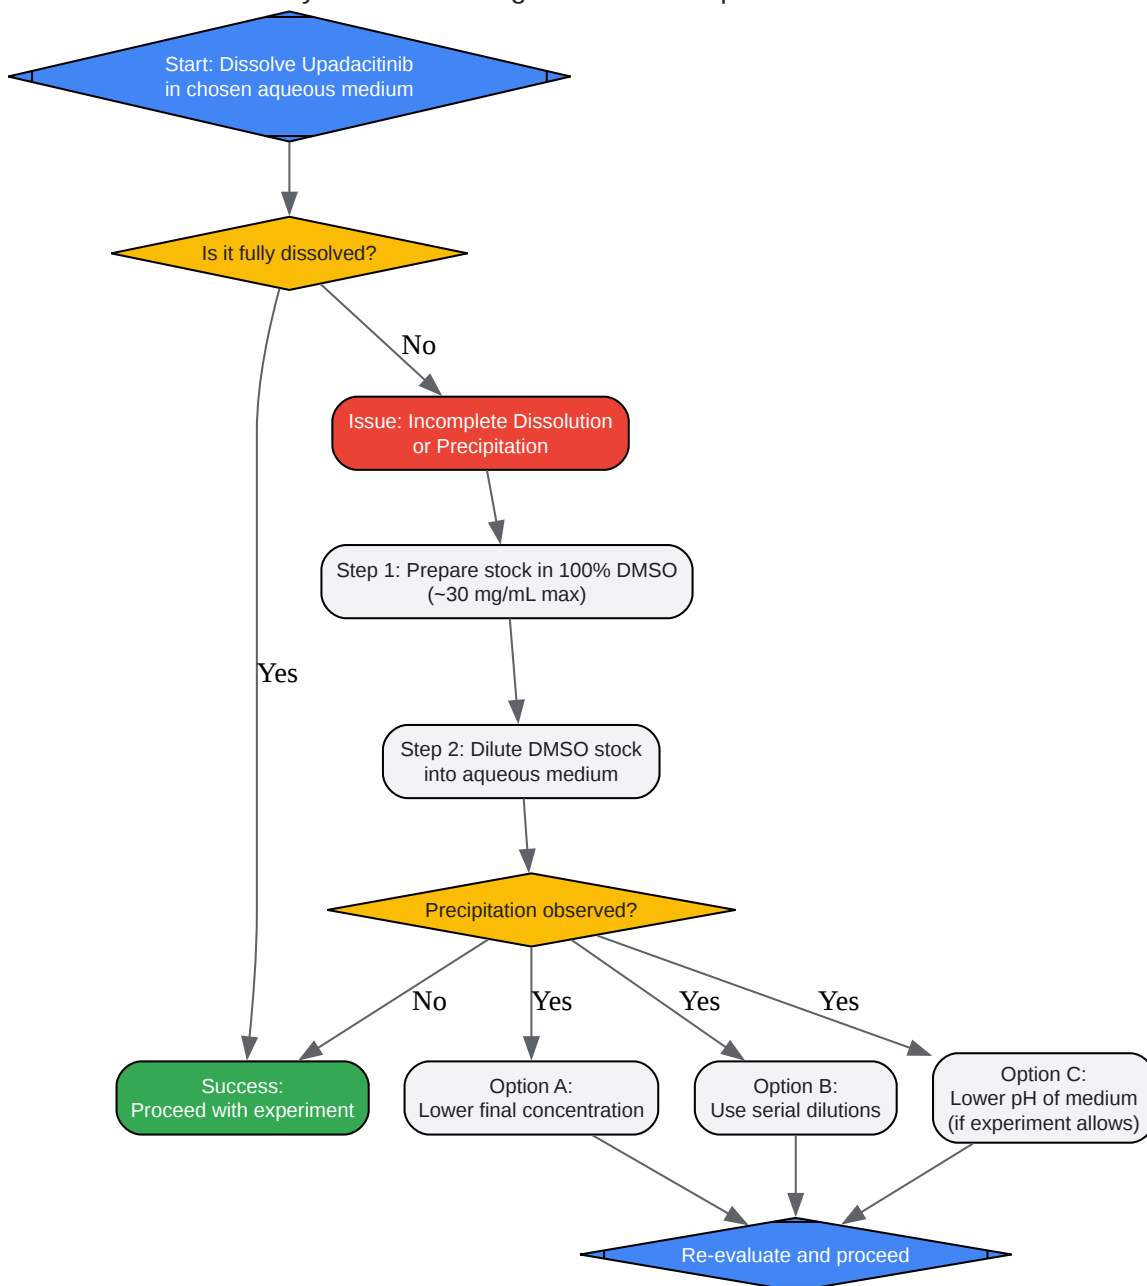 Start: Dissolve Upadacitinib
in chosen aqueous medium
Is it fully dissolved?
No
Issue: Incomplete Dissolution
or Precipitation
Step 1: Prepare stock in 100% DMSO
(~30 mg/mL max)
Yes
Step 2: Dilute DMSO stock
into aqueous medium
Precipitation observed?
No
Yes
Yes
Yes
Success:
Proceed with experiment
Option A:
Lower final concentration
Option B:
Use serial dilutions
Option C:
Lower pH of medium
(if experiment allows)
Re-evaluate and proceed